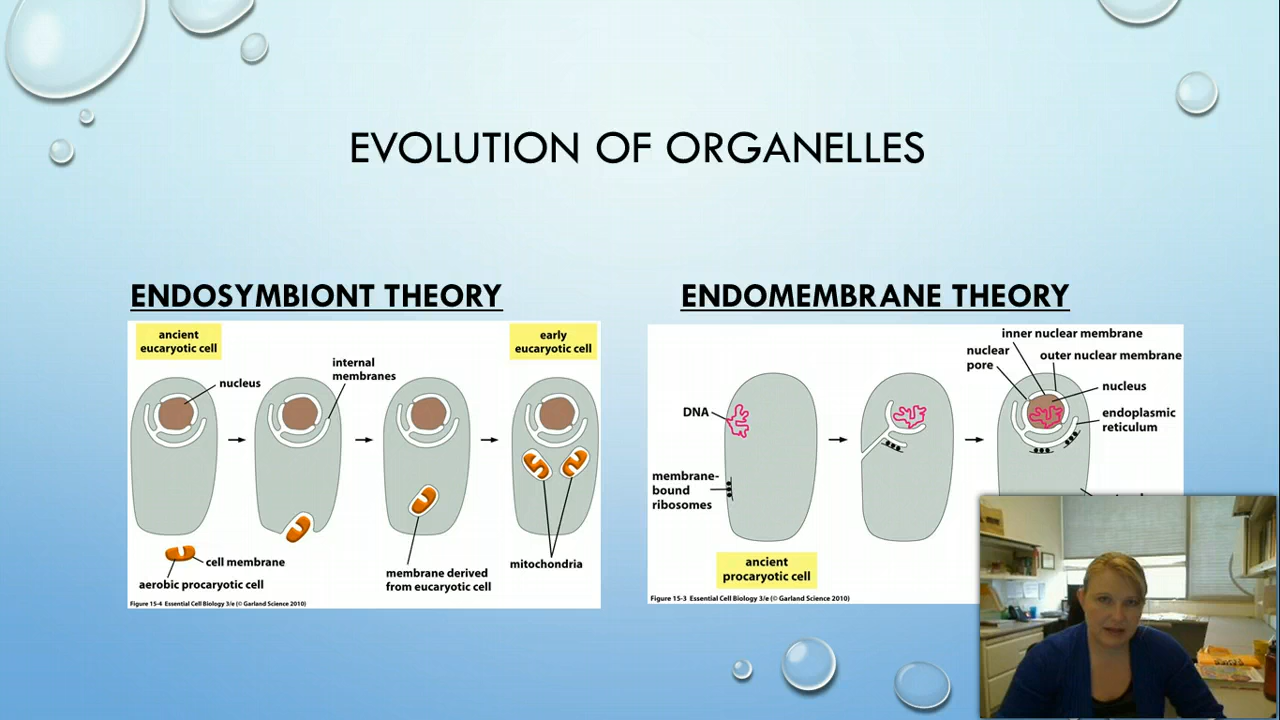 EVOLUTION OF ORGANELLES
ENDOSYMBIONT THEORY
ancient
eucaryotic cell
early
eucaryotic cell
nucleus
internal
membranes
cell membrane
aerobic procaryotic cell
membrane derived
from eucaryotic cell
mitochondria
Figure 15-4 Essential Cell Biology 3/e (© Garland Science 2010)
ENDOMEMBRANE THEORY
inner nuclear membrane
nuclear
pore
outer nuclear membrane
nucleus
endoplasmic
reticulum
DNA
membrane-
bound
ribosomes
ancient
procaryotic cell
Figure 15-3 Essential Cell Biology 3/e (© Garland Science 2010)